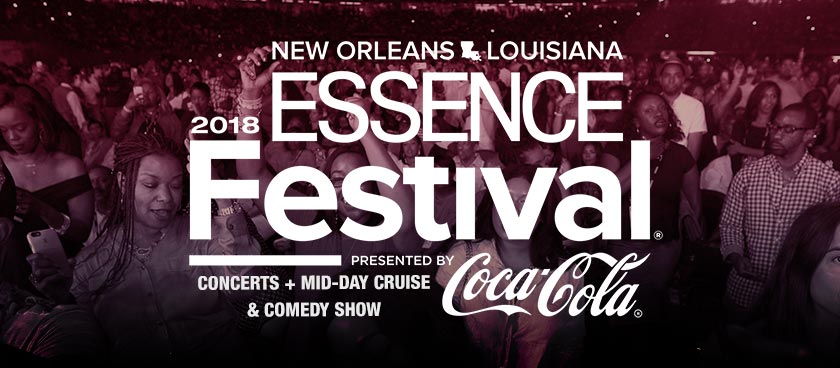 NEW ORLEANS LOUISIANA
2018 ESSENCE
Festival®
PRESENTED BY
Coca-Cola®
CONCERTS + MID-DAY CRUISE
& COMEDY SHOW